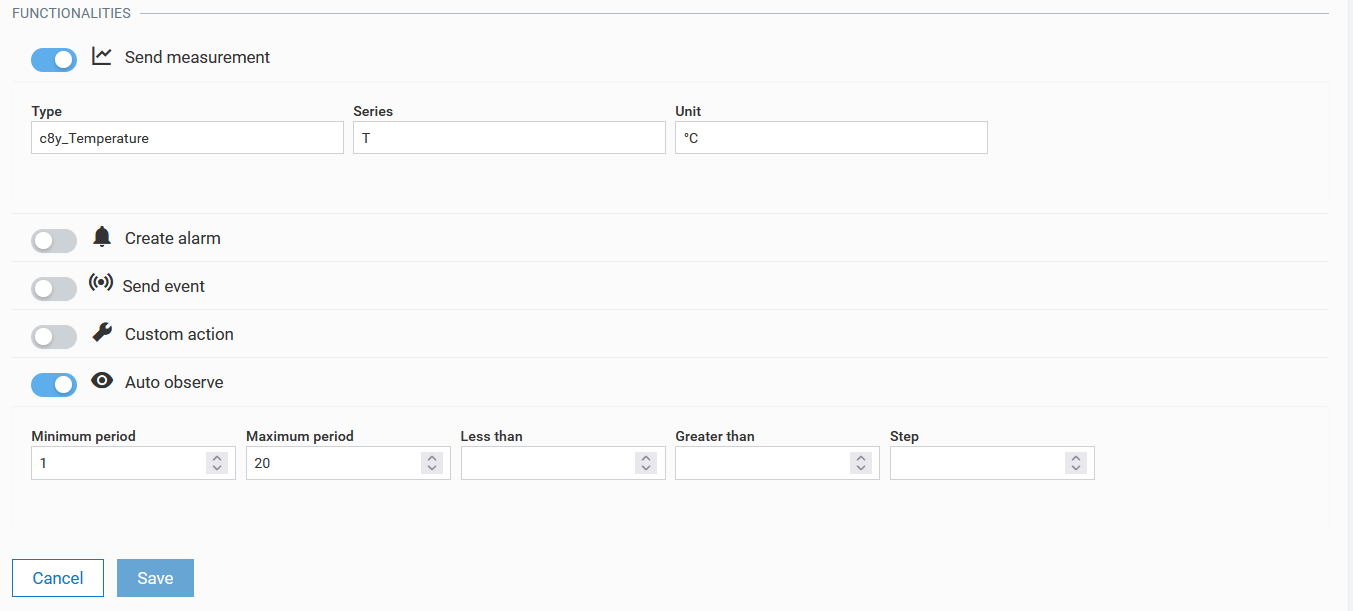 FUNCTIONALITIES
Send measurement
Type Series Unit
c8y_Temperature T °C
Create alarm
Send event
Custom action
Auto observe
Minimum period Maximum period Less than Greater than Step
1 20
Cancel Save